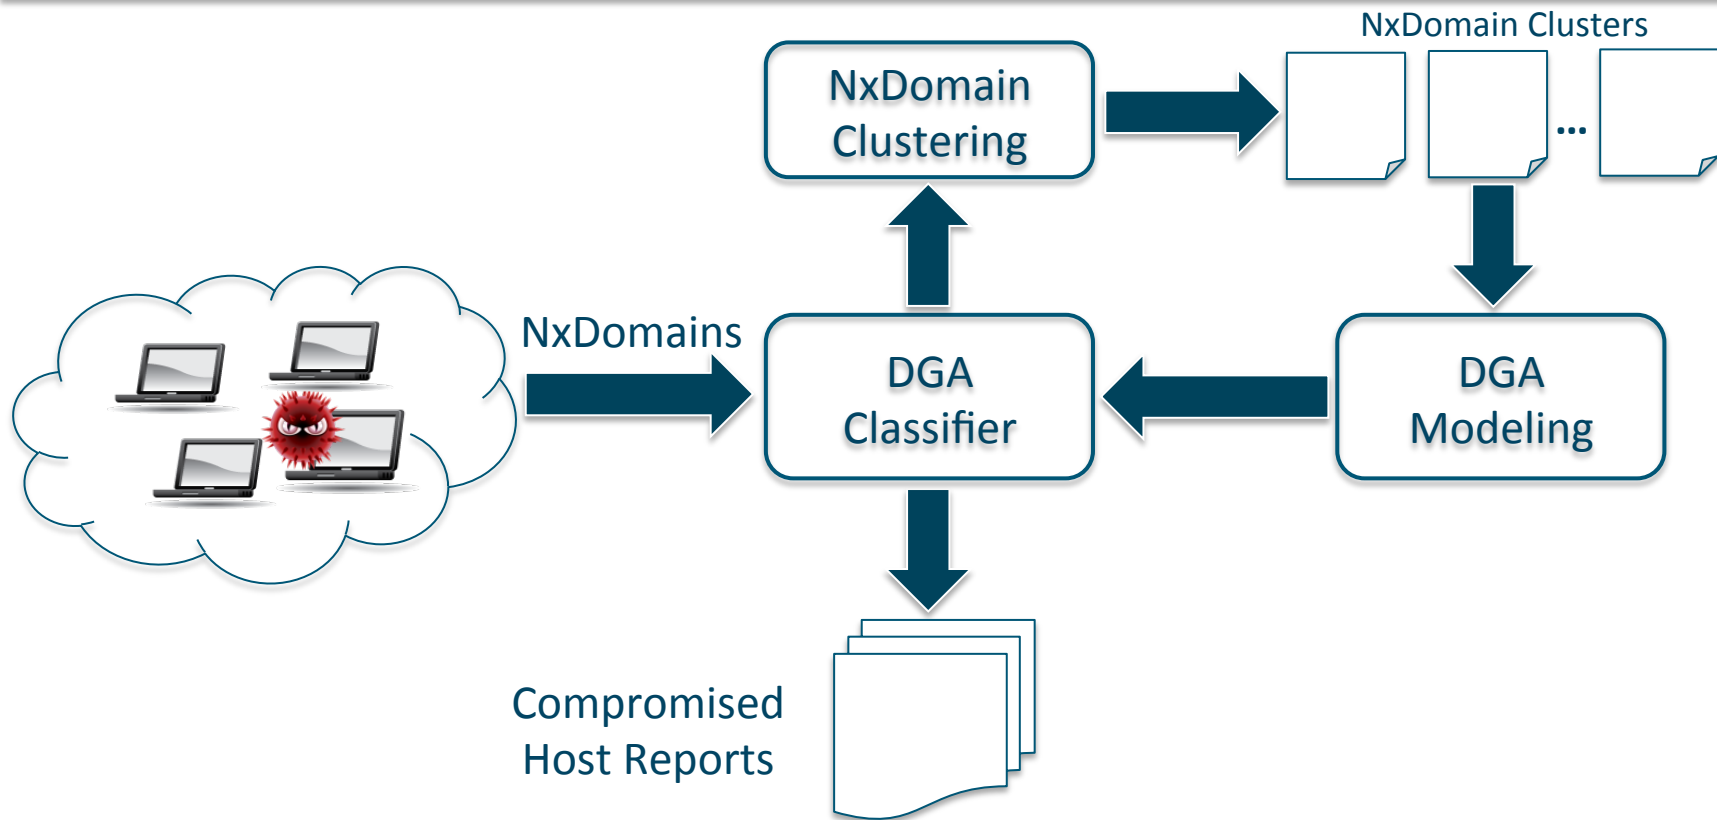 NxDomain Clusters
NxDomain
Clustering
...
NxDomains
DGA
Classifier
DGA
Modeling
Compromised
Host Reports